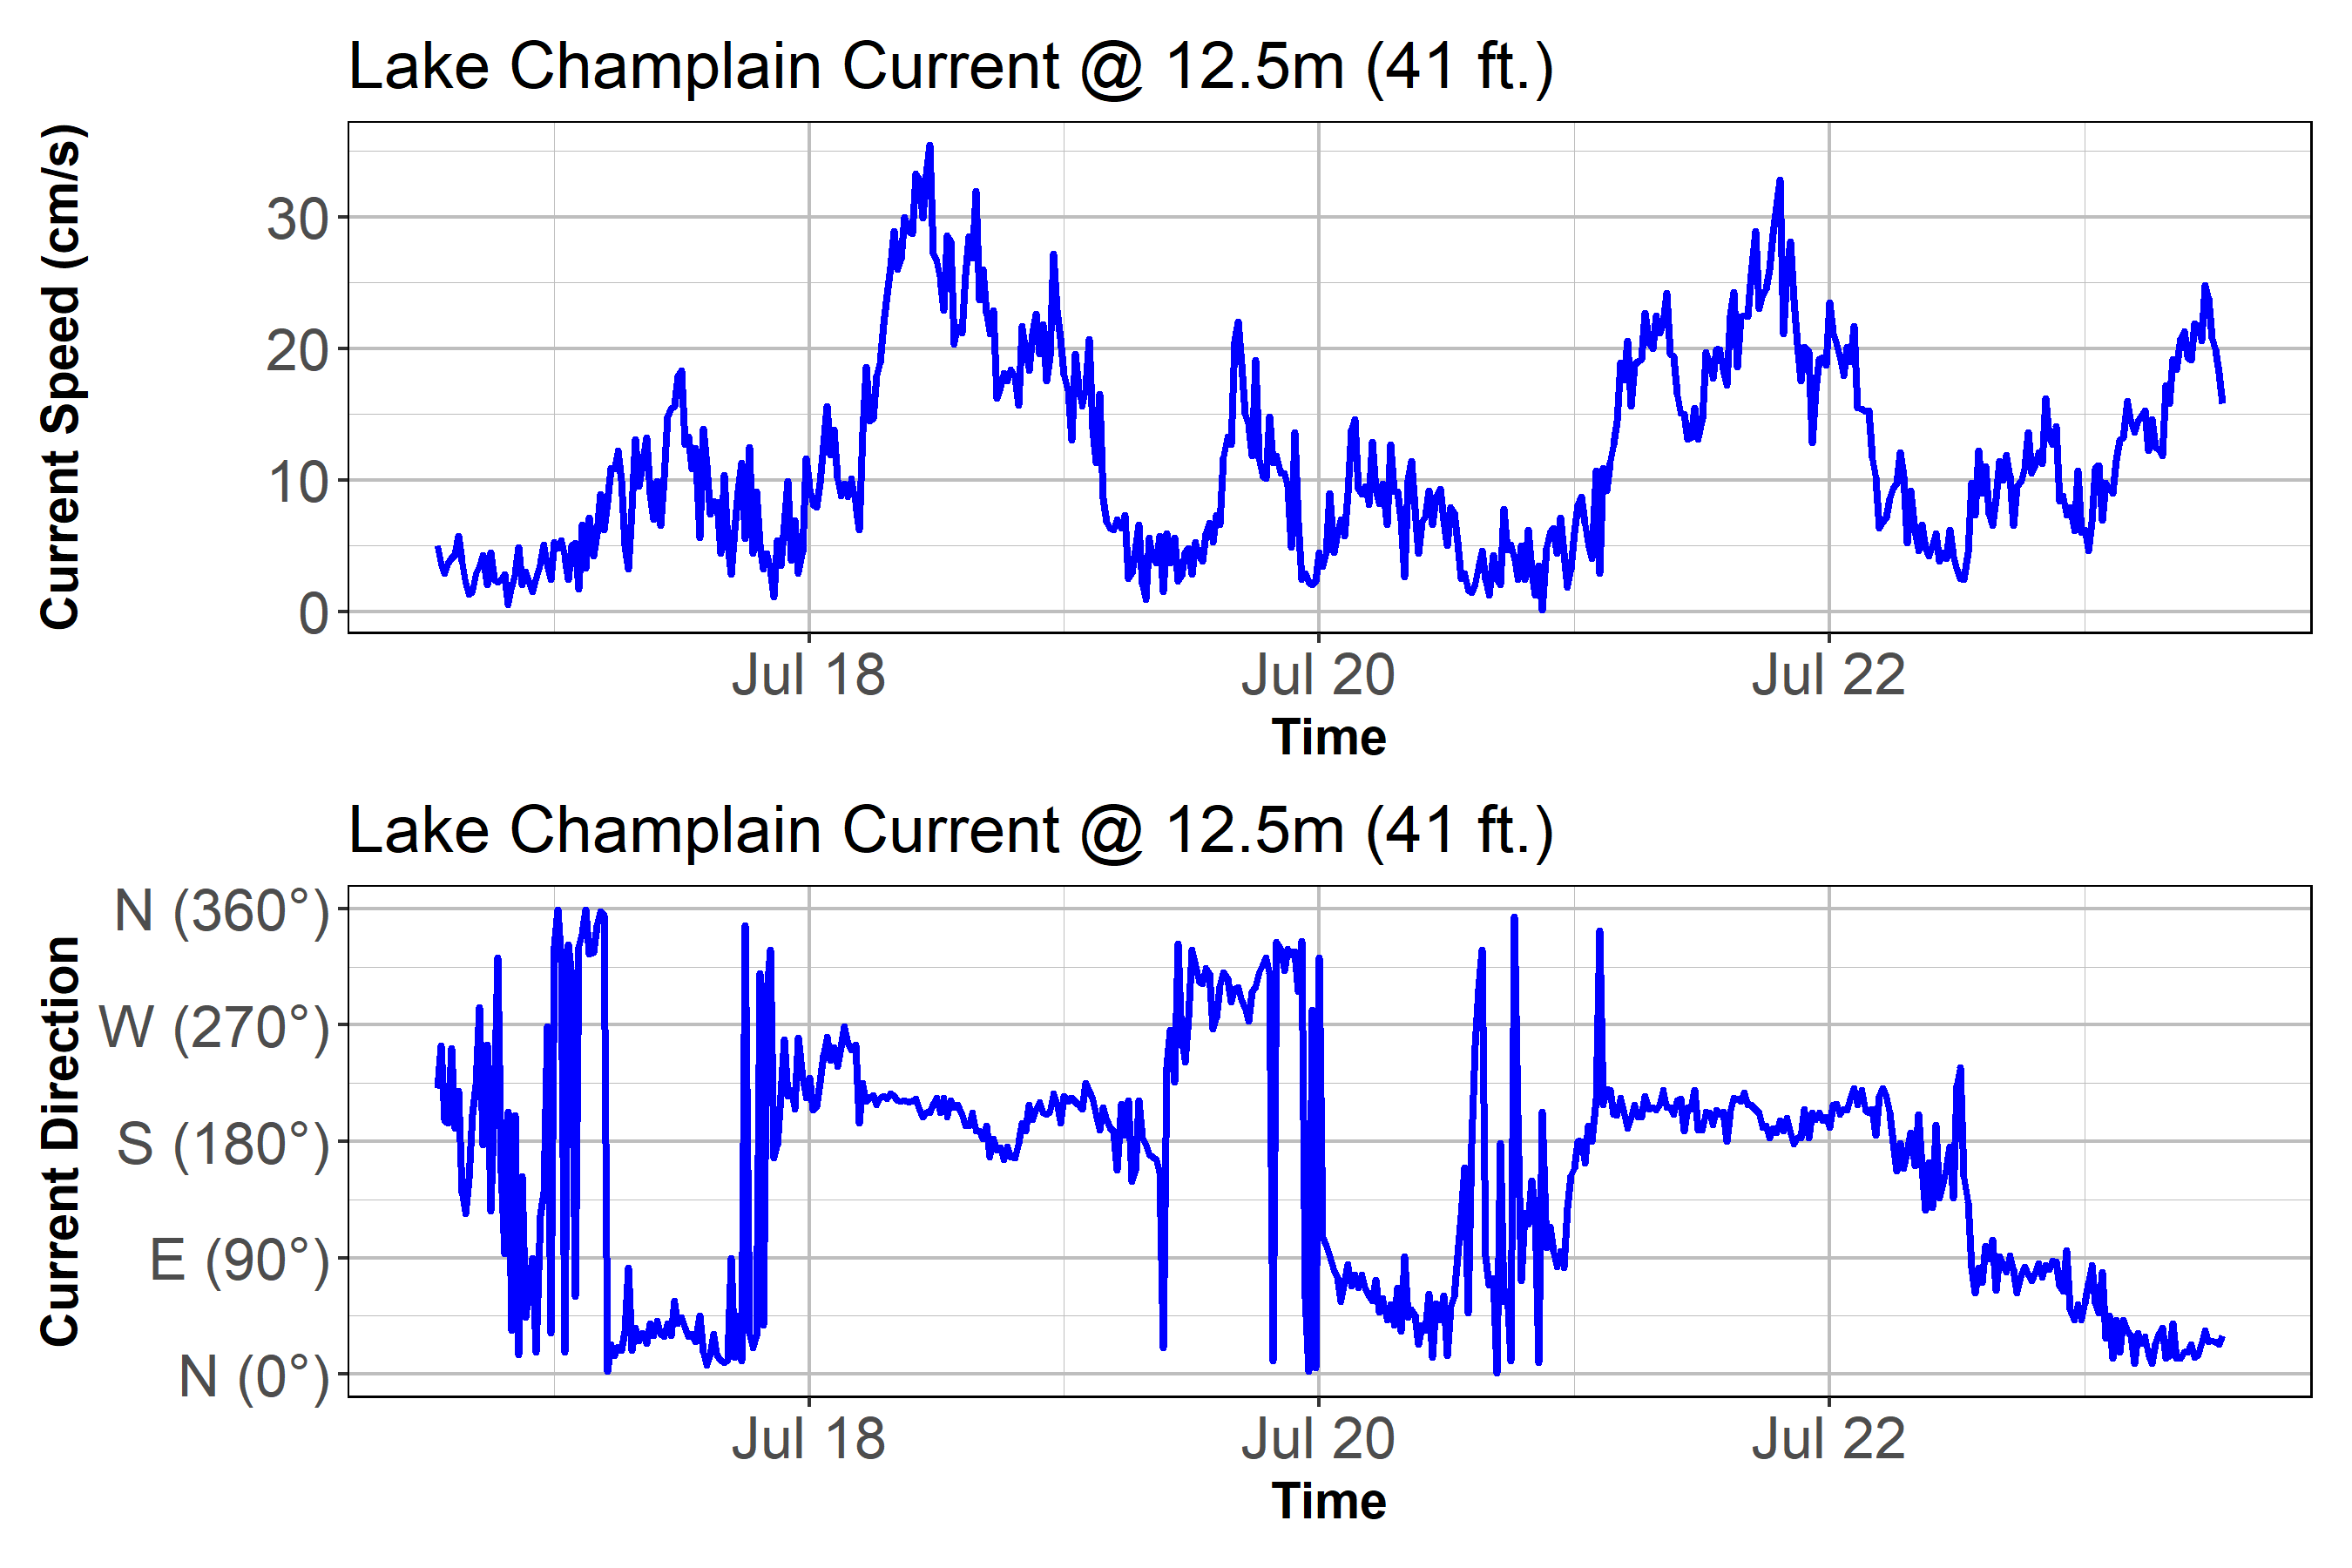 Lake Champlain Current @ 12.5m (41 ft.)
Current Speed (cm/s)
30
20
10
0
Jul 18 Jul 20 Jul 22
Time
Lake Champlain Current @ 12.5m (41 ft.)
Current Direction
N (360°)
W (270°)
S (180°)
E (90°)
N (0°)
Jul 18 Jul 20 Jul 22
Time